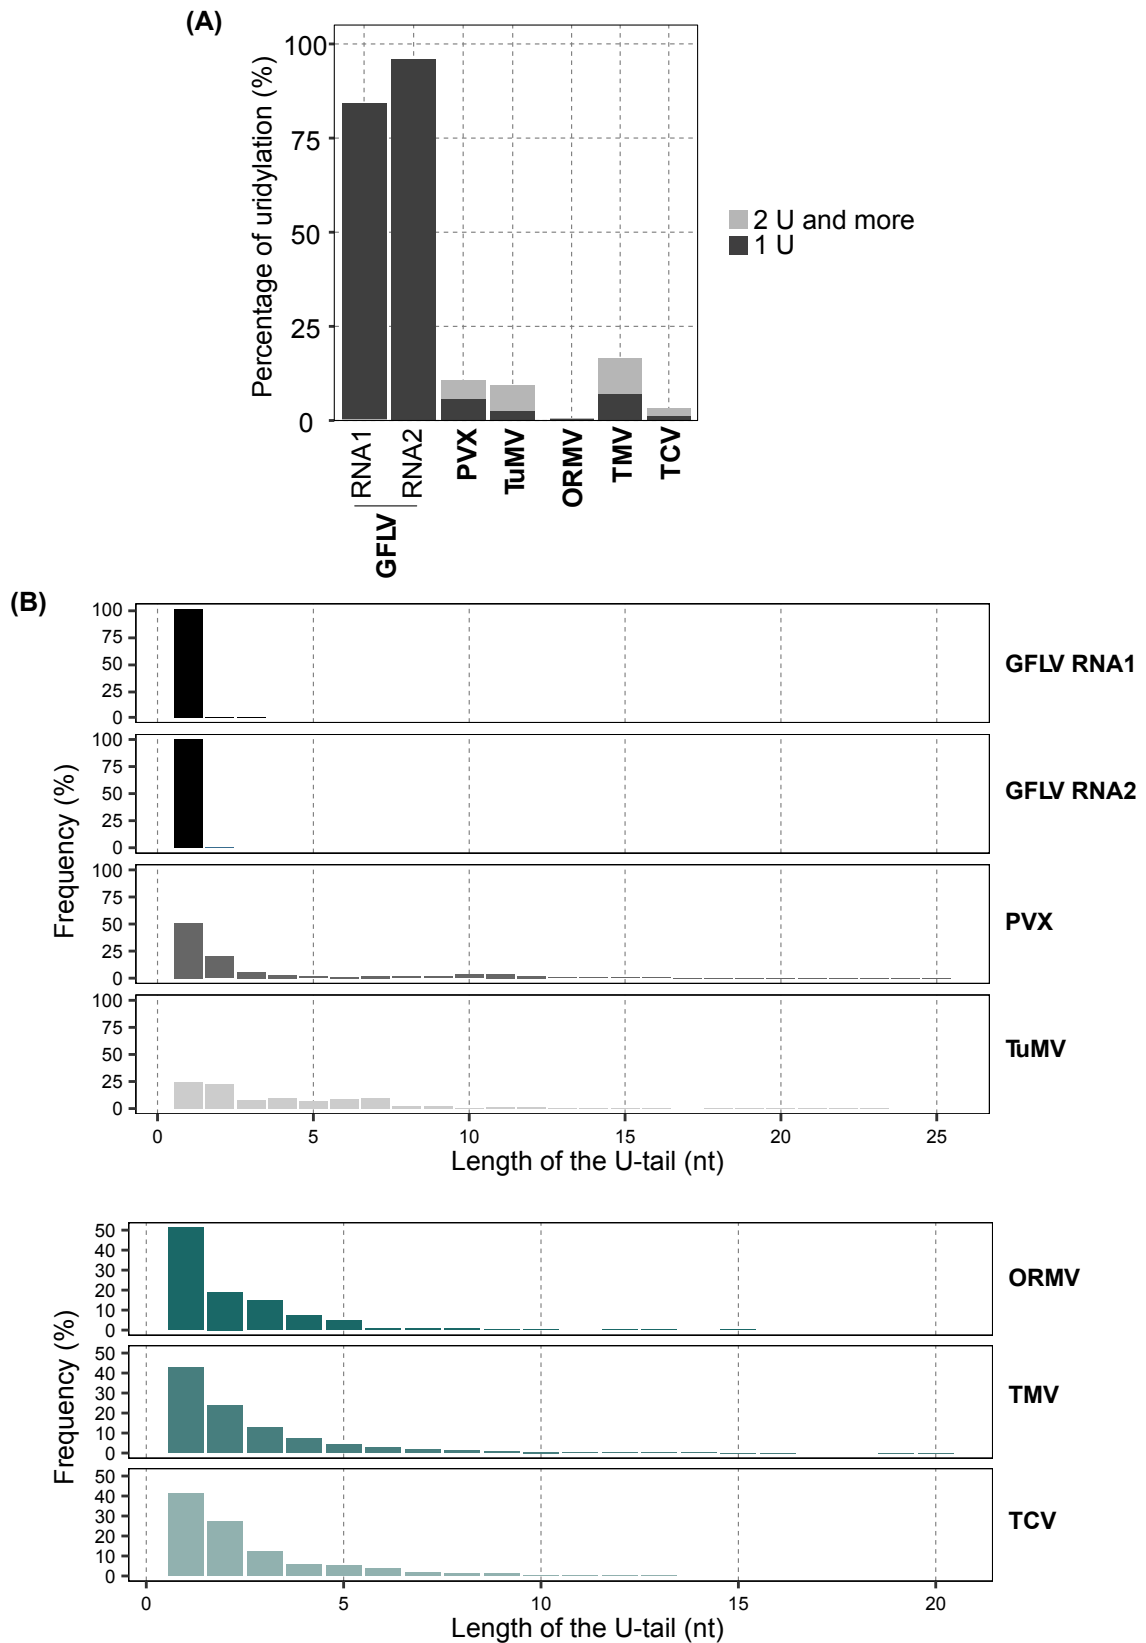 (A)
Percentage of uridylation (%)
100
75
50
25
0
2 U and more
1 U
RNA1
RNA2
PVX
TuMV
ORMV
TMV
TCV
GFLV
(B)
Frequency (%)
100
75
50
25
0
GFLV RNA1
100
75
50
25
0
GFLV RNA2
100
75
50
25
0
PVX
100
75
50
25
0
TuMV
0 5 10 15 20 25
Length of the U-tail (nt)
Frequency (%)
50
40
30
20
10
0
ORMV
50
40
30
20
10
0
TMV
50
40
30
20
10
0
TCV
0 5 10 15 20
Length of the U-tail (nt)